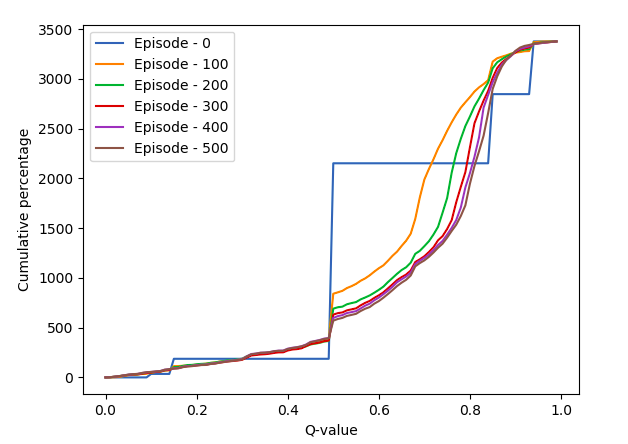 Episode - 0
Episode - 100
Episode - 200
Episode - 300
Episode - 400
Episode - 500
Cumulative percentage
3500
3000
2500
2000
1500
1000
500
0
0.0 0.2 0.4 0.6 0.8 1.0
Q-value